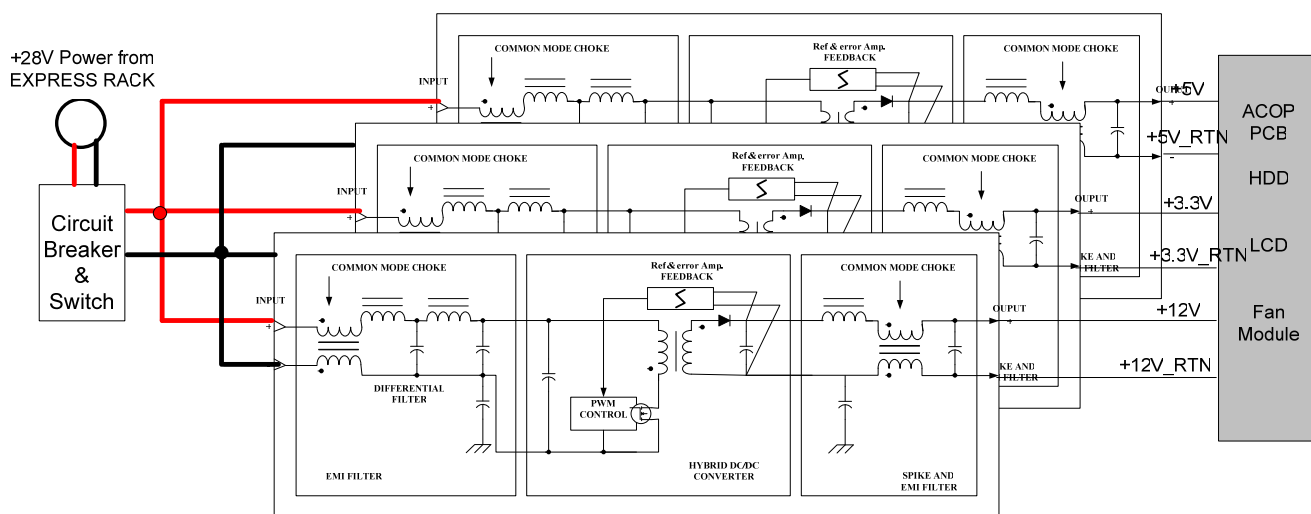 +28V Power from
EXPRESS RACK
Circuit
Breaker
&
Switch
COMMON MODE CHOKE
Ref & error Amp.
FEEDBACK
COMMON MODE CHOKE
INPUT
+
+
+5V
+5V_RTN
-
COMMON MODE CHOKE
Ref & error Amp.
FEEDBACK
COMMON MODE CHOKE
INPUT
+
OUPUT
+
+3.3V
KE AND
FILTER
+3.3V_RTN
COMMON MODE CHOKE
Ref & error Amp.
FEEDBACK
COMMON MODE CHOKE
INPUT
+
OUPUT
+
+12V
KE AND
FILTER
+12V_RTN
DIFFERENTIAL
FILTER
PWM
CONTROL
EMI FILTER
HYBRID DC/DC
CONVERTER
SPIKE AND
EMI FILTER
ACOP
PCB
HDD
LCD
Fan
Module